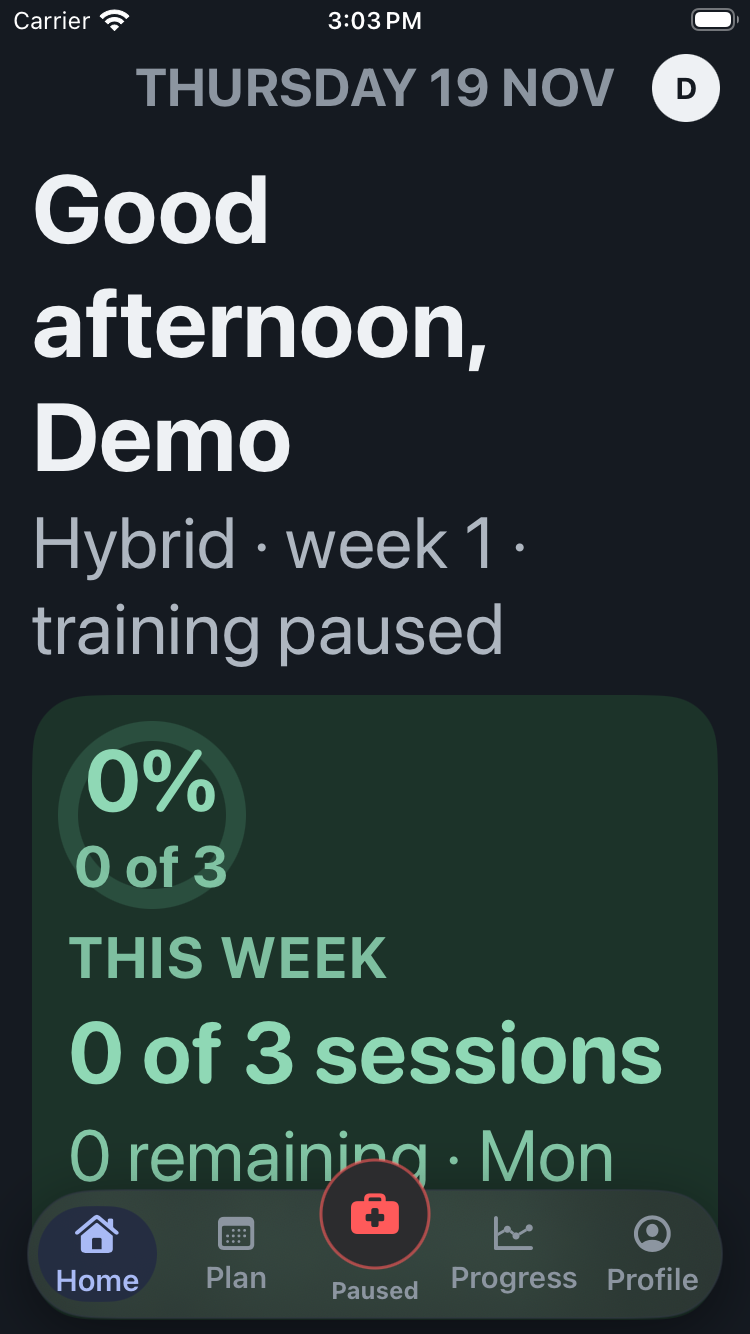 Carrier
3:03 PM
THURSDAY 19 NOV
D
Good
afternoon,
Demo
Hybrid · week 1 ·
training paused
0%
0 of 3
THIS WEEK
0 of 3 sessions
0 remaining · Mon
Home
Plan
Paused
Progress
Profile